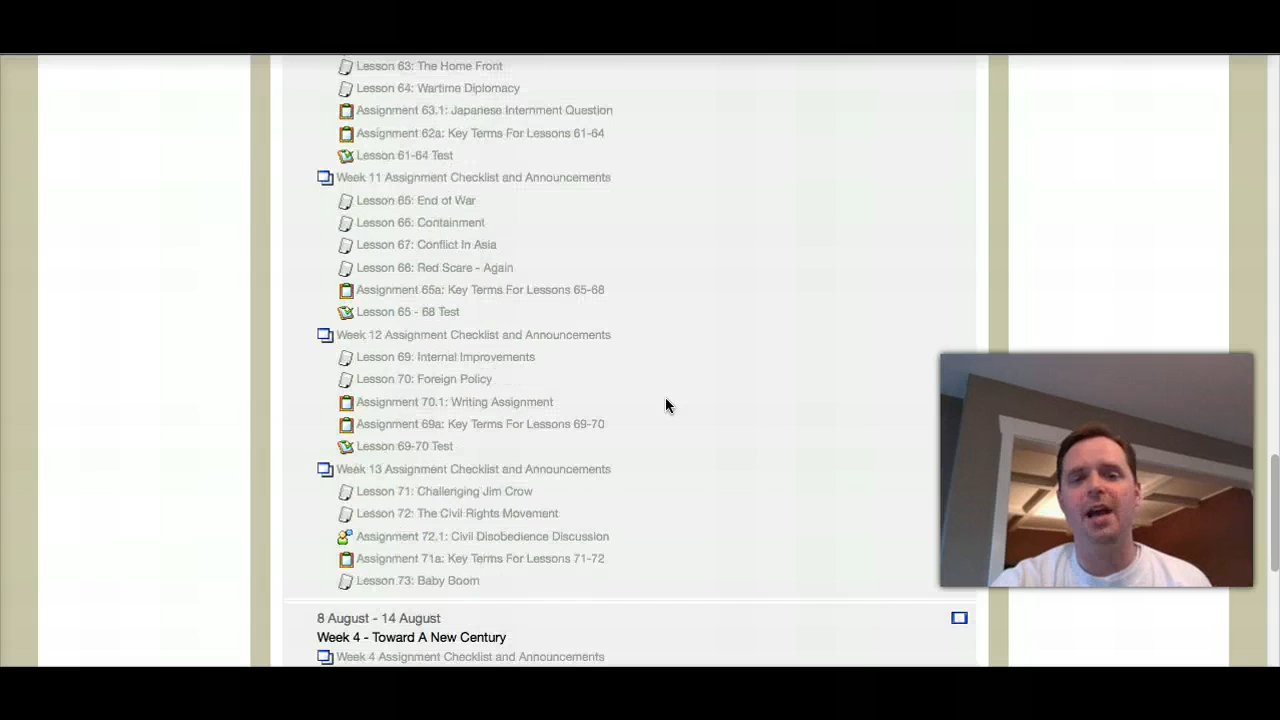 Lesson 63: The Home Front
Lesson 64: Wartime Diplomacy
Assignment 63.1: Japanese Internment Question
Assignment 62a: Key Terms For Lessons 61-64
Lesson 61-64 Test
Week 11 Assignment Checklist and Announcements
Lesson 65: End of War
Lesson 66: Containment
Lesson 67: Conflict In Asia
Lesson 68: Red Scare - Again
Assignment 65a: Key Terms For Lessons 65-68
Lesson 65 - 68 Test
Week 12 Assignment Checklist and Announcements
Lesson 69: Internal Improvements
Lesson 70: Foreign Policy
Assignment 70.1: Writing Assignment
Assignment 69a: Key Terms For Lessons 69-70
Lesson 69-70 Test
Week 13 Assignment Checklist and Announcements
Lesson 71: Challenging Jim Crow
Lesson 72: The Civil Rights Movement
Assignment 72.1: Civil Disobedience Discussion
Assignment 71a: Key Terms For Lessons 71-72
Lesson 73: Baby Boom
8 August - 14 August
Week 4 - Toward A New Century
Week 4 Assignment Checklist and Announcements